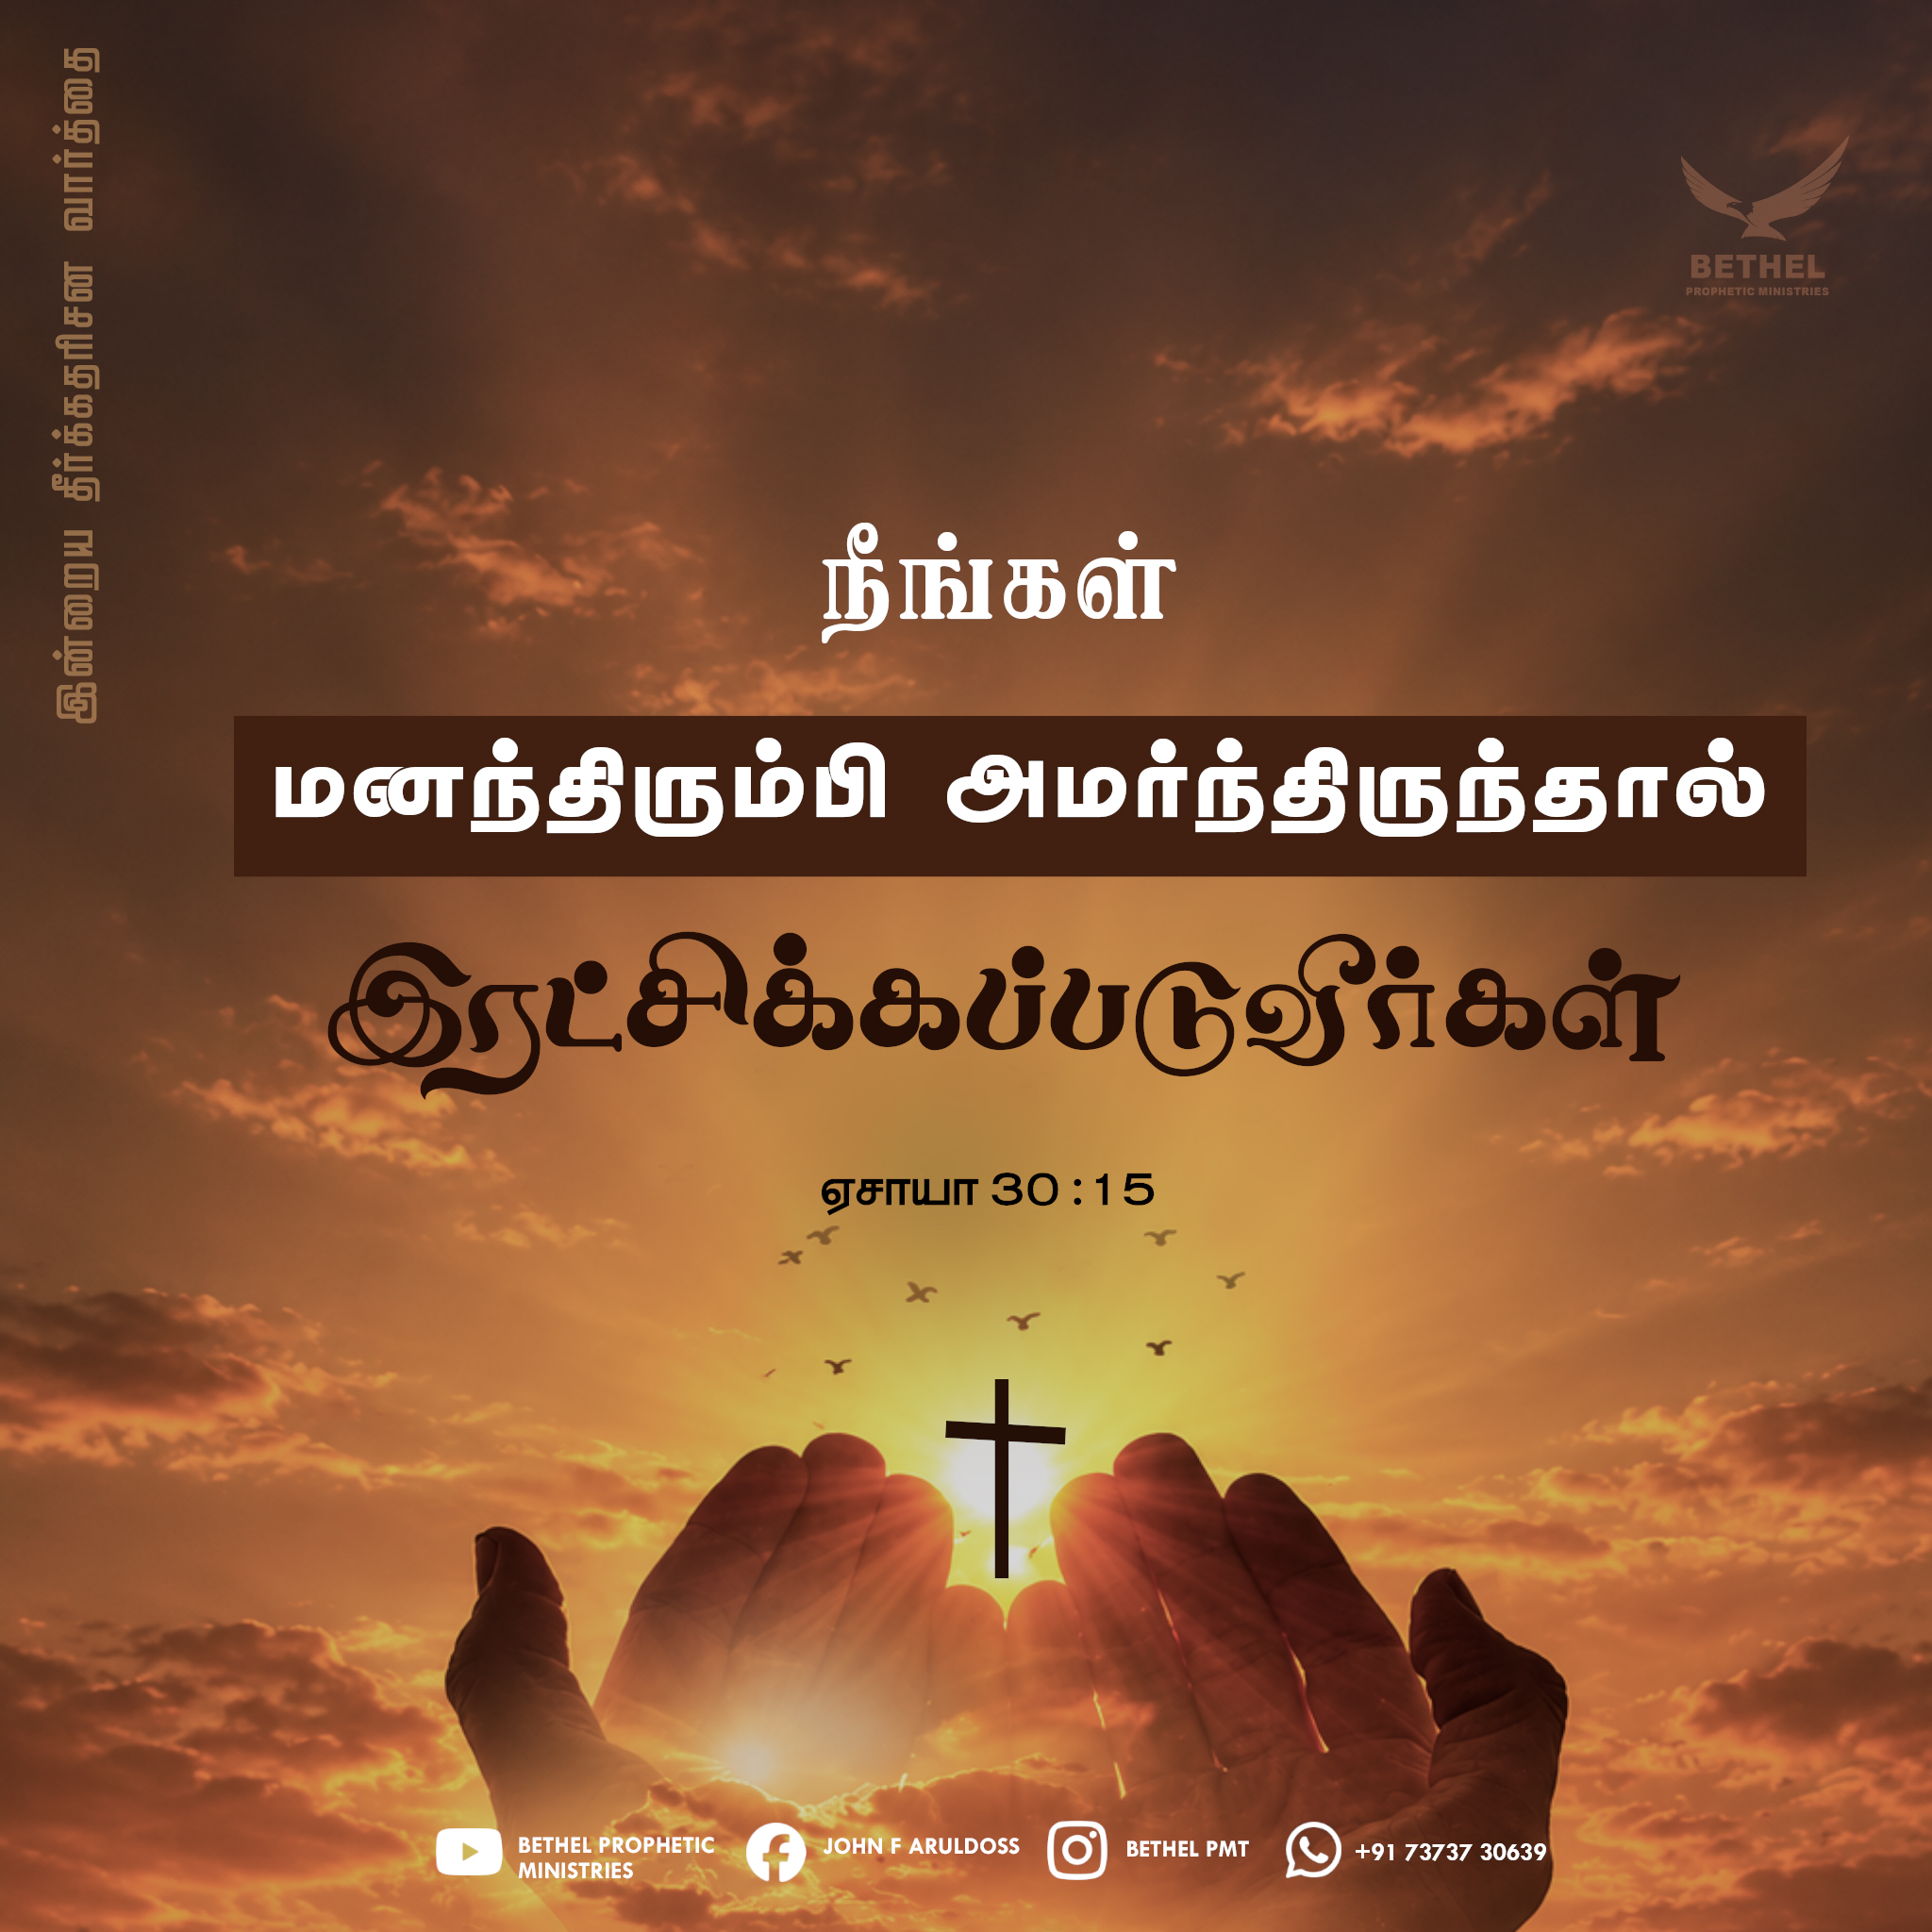 இன்றைய தீர்க்கதரிசன வார்த்தை
BETHEL
PROPHETIC MINISTRIES
நீங்கள்
மனந்திரும்பி அமர்ந்திருந்தால்
இரட்சிக்கப்படுவீர்கள்
ஏசாயா 30 : 15
BETHEL PROPHETIC
MINISTRIES
JOHN F ARULDOSS
BETHEL PMT
+91 73737 30639